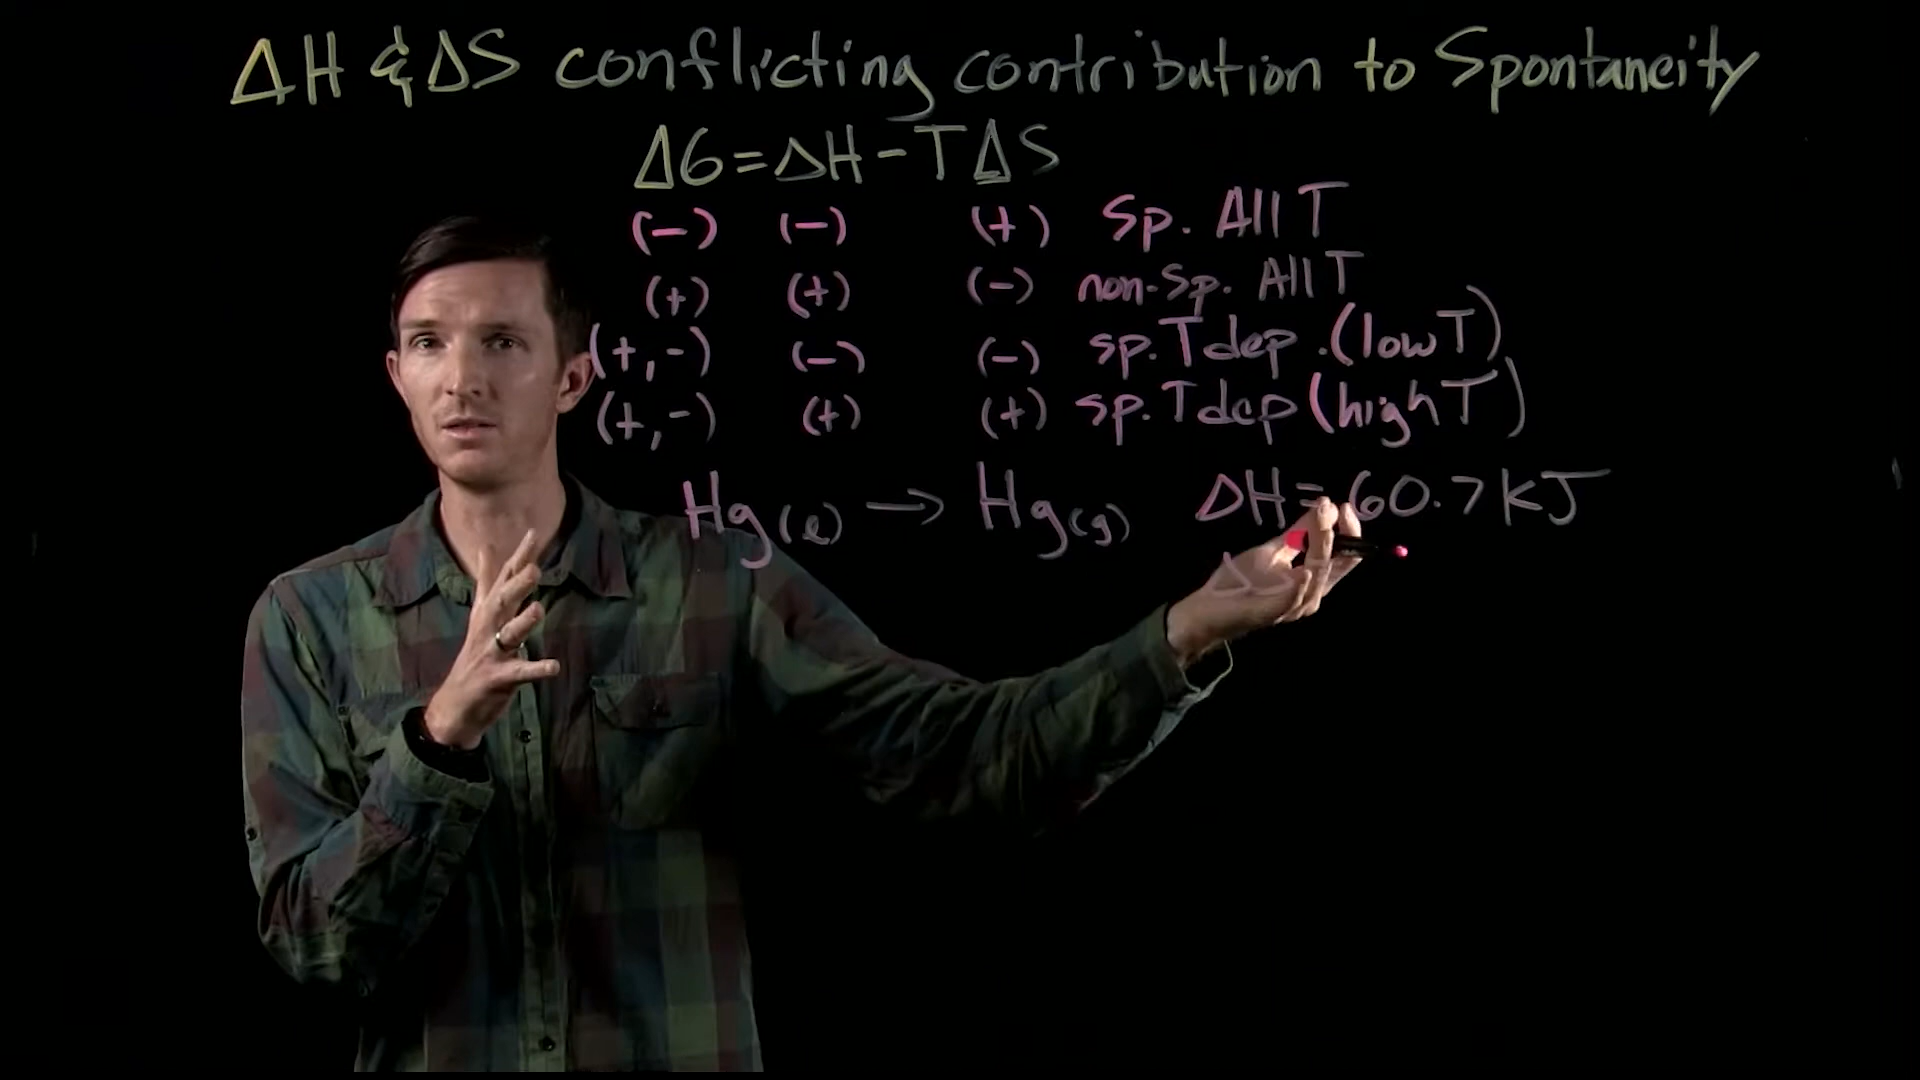 ΔH & ΔS conflicting contribution to Spontaneity
ΔG = ΔH - TΔS
(-) (-) (+) Sp. All T
(+) (+) (-) non-Sp. All T
(+,-) (-) (-) sp. T dep. (low T)
(+,-) (+) (+) sp. T dep (high T)
Hg(l) → Hg(g) ΔH = 60.7 kJ
ΔS